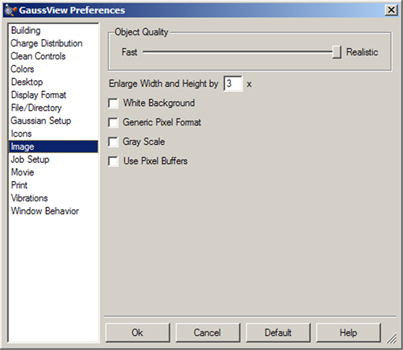 GaussView Preferences
Building
Charge Distribution
Clean Controls
Colors
Desktop
Display Format
File/Directory
Gaussian Setup
Icons
Image
Job Setup
Movie
Print
Vibrations
Window Behavior
Object Quality
Fast Realistic
Enlarge Width and Height by 3 x
White Background
Generic Pixel Format
Gray Scale
Use Pixel Buffers
Ok Cancel Default Help